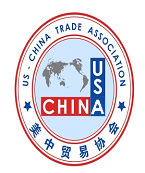 US - CHINA TRADE ASSOCIATION
USA
CHINA
美中贸易协会